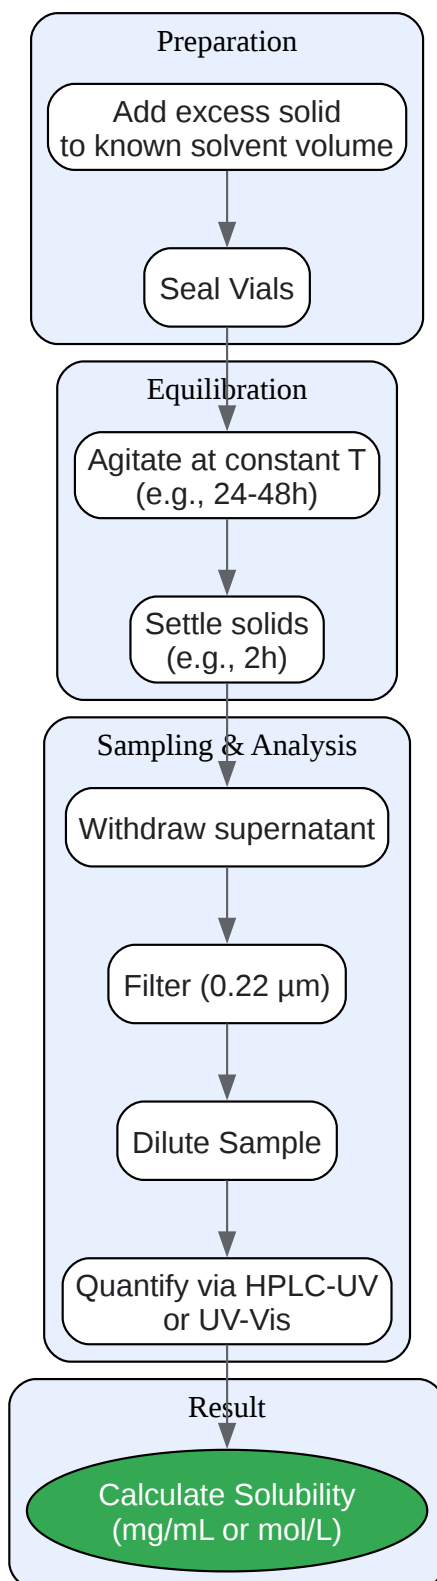 Preparation
Add excess solid
to known solvent volume
Seal Vials
Equilibration
Agitate at constant T
(e.g., 24-48h)
Settle solids
(e.g., 2h)
Sampling & Analysis
Withdraw supernatant
Filter (0.22 µm)
Dilute Sample
Quantify via HPLC-UV
or UV-Vis
Result
Calculate Solubility
(mg/mL or mol/L)